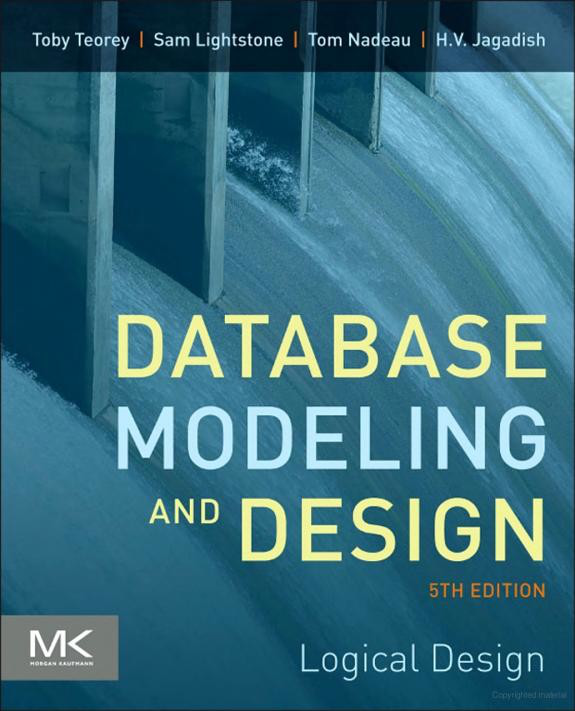 Toby Teorey | Sam Lightstone | Tom Nadeau | H.V. Jagadish
DATABASE
MODELING
AND DESIGN
5TH EDITION
MK
MORGAN KAUFMANN
Logical Design
Copyrighted material